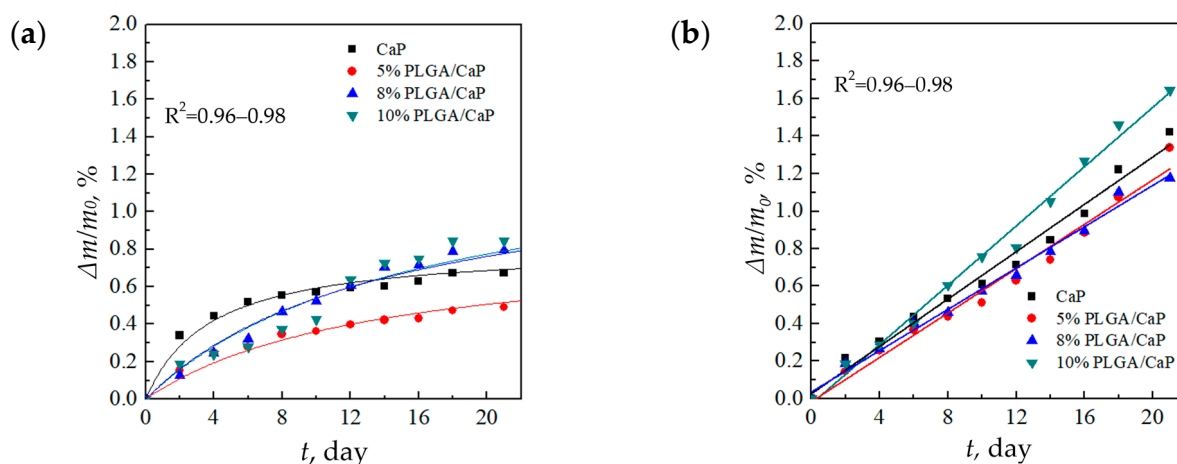 (a)
2.0
1.8
1.6
1.4
1.2
1.0
0.8
0.6
0.4
0.2
0.0
Δm/m0, %
CaP
5% PLGA/CaP
8% PLGA/CaP
10% PLGA/CaP
R²=0.96–0.98
0 4 8 12 16 20
t, day
(b)
2.0
1.8
1.6
1.4
1.2
1.0
0.8
0.6
0.4
0.2
0.0
Δm/m₀, %
R²=0.96–0.98
CaP
5% PLGA/CaP
8% PLGA/CaP
10% PLGA/CaP
0 4 8 12 16 20
t, day